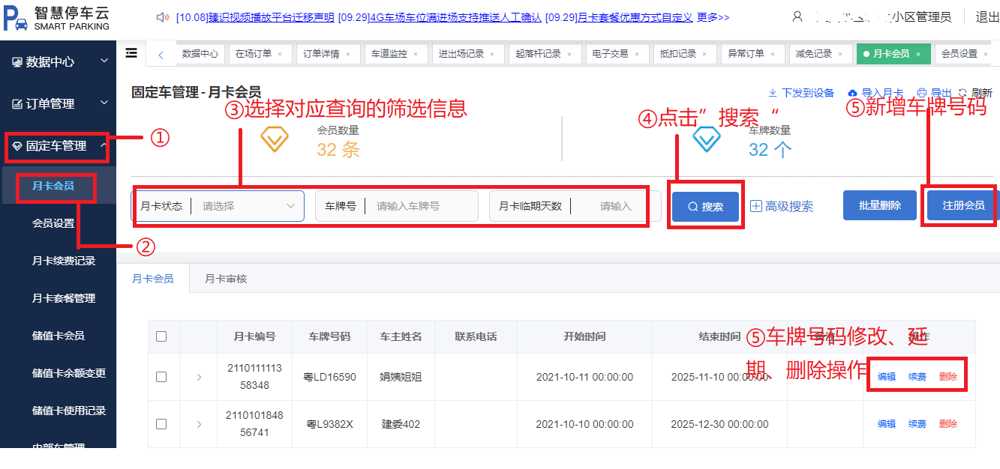 智慧停车云
SMART PARKING
[10.08]臻识视频播放平台迁移声明 [09.29]4G车场车位满进场支持推送人工确认 [09.29]月卡套餐优惠方式自定义 更多>>
小区管理员
退出
数据中心
订单管理
固定车管理
月卡会员
会员设置
月卡续费记录
月卡套餐管理
储值卡会员
储值卡余额变更
储值卡使用记录
内部车管理
①
②
数据中心 在场订单 × 订单详情 × 车道监控 × 进出场记录 × 起落杆记录 × 电子交易 × 抵扣记录 × 异常订单 × 减免记录 × 月卡会员 × 会员设置 ×
固定车管理 - 月卡会员
下发到设备 导入月卡 导出 刷新
③选择对应查询的筛选信息
④点击”搜索“
⑤新增车牌号码
会员数量
32 条
车牌数量
32 个
月卡状态 请选择 车牌号 请输入车牌号 月卡临期天数 请输入 搜索 高级搜索 批量删除 注册会员
月卡会员 月卡审核
月卡编号 车牌号码 车主姓名 联系电话 开始时间 结束时间 备注 操作
⑤车牌号码修改、延
期、删除操作
2110111113
58348
粤LD16590 娟姨姐姐 2021-10-11 00:00:00 2025-11-10 00:00:00 编辑 续费 删除
2110101848
56741
粤L9382X 建委402 2021-10-10 00:00:00 2025-12-30 00:00:00 编辑 续费 删除